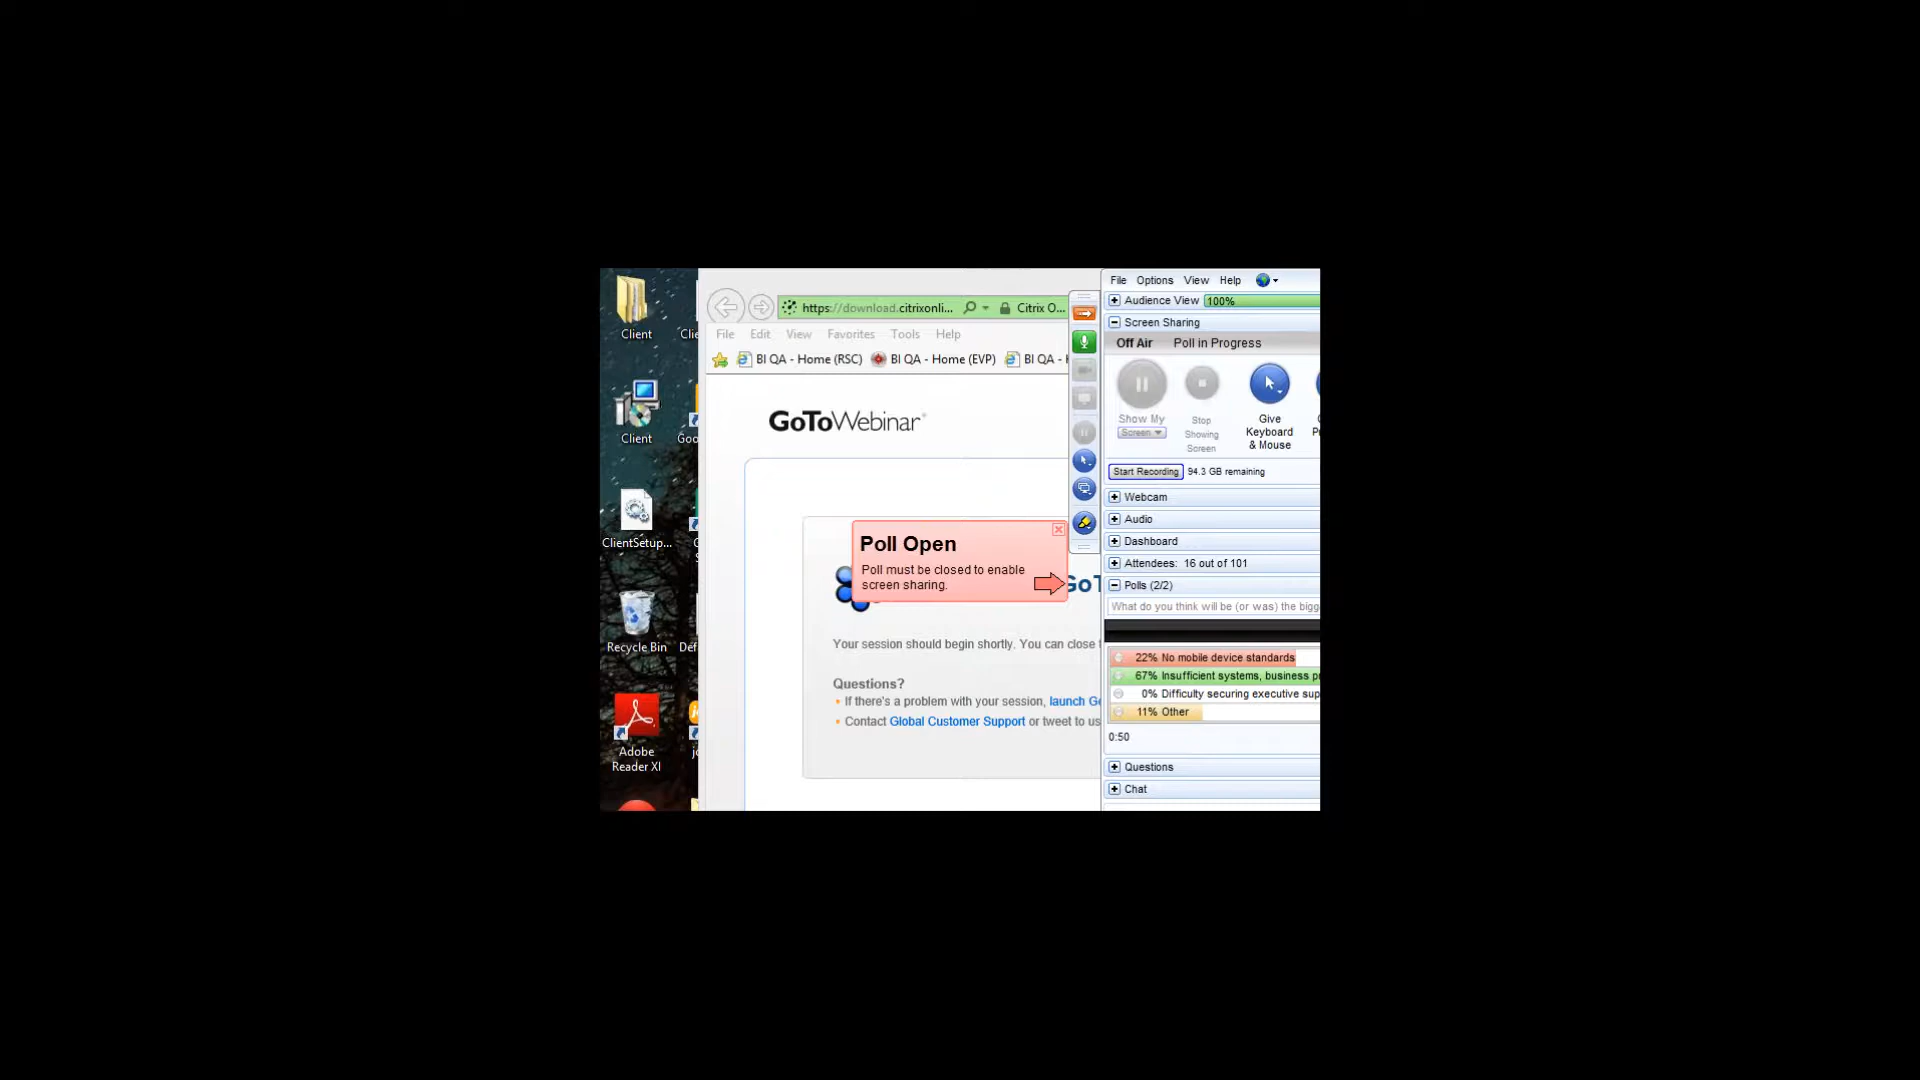 Client
Clie
Client
Goo
ClientSetup...
Recycle Bin
Def
Adobe
Reader XI
https://download.citrixonli...
Citrix O...
File Edit View Favorites Tools Help
BI QA - Home (RSC) BI QA - Home (EVP) BI QA -
GoToWebinar
Poll Open
Poll must be closed to enable
screen sharing.
GoT
Your session should begin shortly. You can close
Questions?
If there's a problem with your session, launch Go
Contact Global Customer Support or tweet to us
File Options View Help
Audience View 100%
Screen Sharing
Off Air Poll in Progress
Show My
Screen
Stop
Showing
Screen
Give
Keyboard
& Mouse
Start Recording 94.3 GB remaining
Webcam
Audio
Dashboard
Attendees: 16 out of 101
Polls (2/2)
What do you think will be (or was) the bigg
22% No mobile device standards
67% Insufficient systems, business pr
0% Difficulty securing executive sup
11% Other
0:50
Questions
Chat